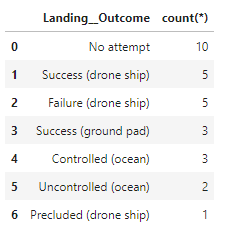 Landing__Outcome count(*)
0 No attempt 10
1 Success (drone ship) 5
2 Failure (drone ship) 5
3 Success (ground pad) 3
4 Controlled (ocean) 3
5 Uncontrolled (ocean) 2
6 Precluded (drone ship) 1